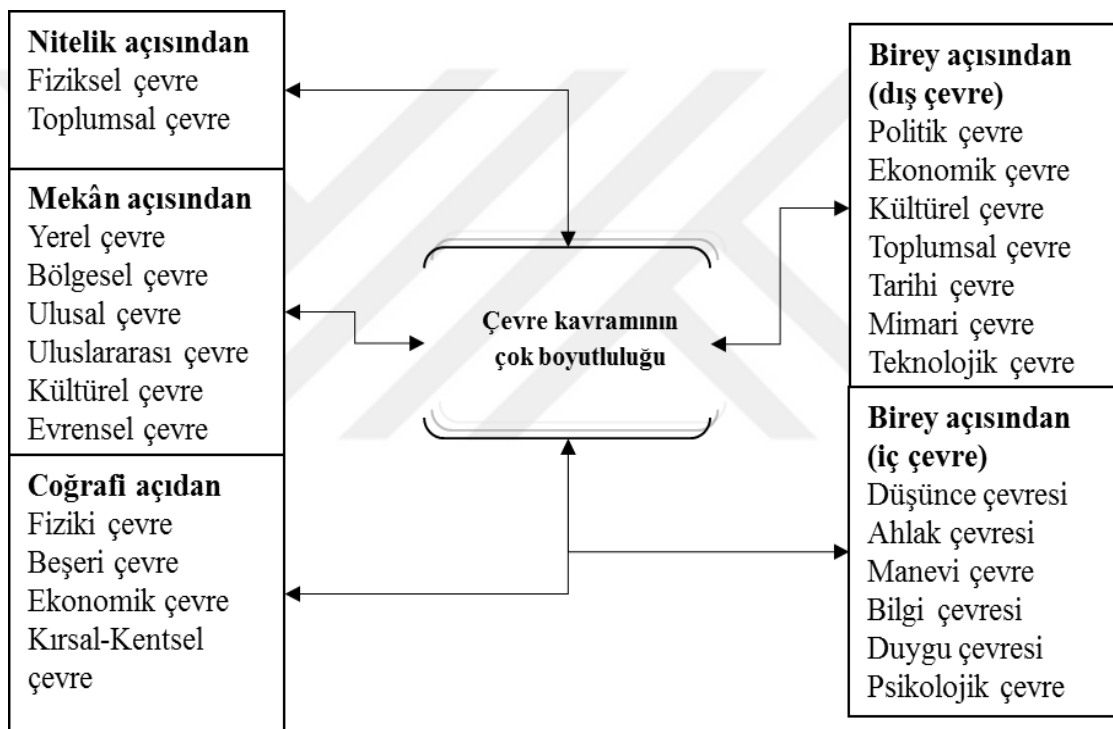 Nitelik açısından
Fiziksel çevre
Toplumsal çevre
Mekân açısından
Yerel çevre
Bölgesel çevre
Ulusal çevre
Uluslararası çevre
Kültürel çevre
Evrensel çevre
Coğrafi açıdan
Fiziki çevre
Beşeri çevre
Ekonomik çevre
Kırsal-Kentsel
çevre
Çevre kavramının
çok boyutluluğu
Birey açısından
(dış çevre)
Politik çevre
Ekonomik çevre
Kültürel çevre
Toplumsal çevre
Tarihi çevre
Mimari çevre
Teknolojik çevre
Birey açısından
(iç çevre)
Düşünce çevresi
Ahlak çevresi
Manevi çevre
Bilgi çevresi
Duygu çevresi
Psikolojik çevre